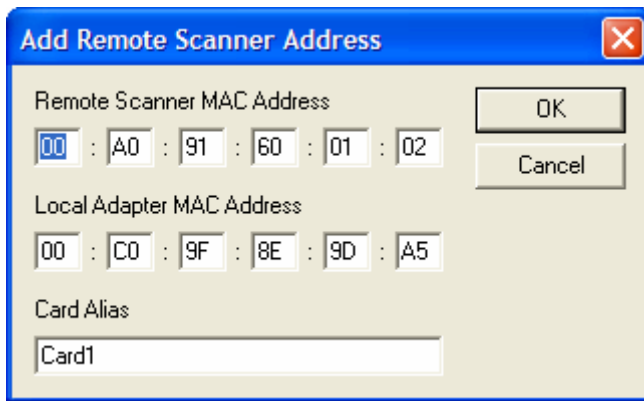 Add Remote Scanner Address
Remote Scanner MAC Address
00 : A0 : 91 : 60 : 01 : 02
OK
Cancel
Local Adapter MAC Address
00 : C0 : 9F : 8E : 9D : A5
Card Alias
Card1